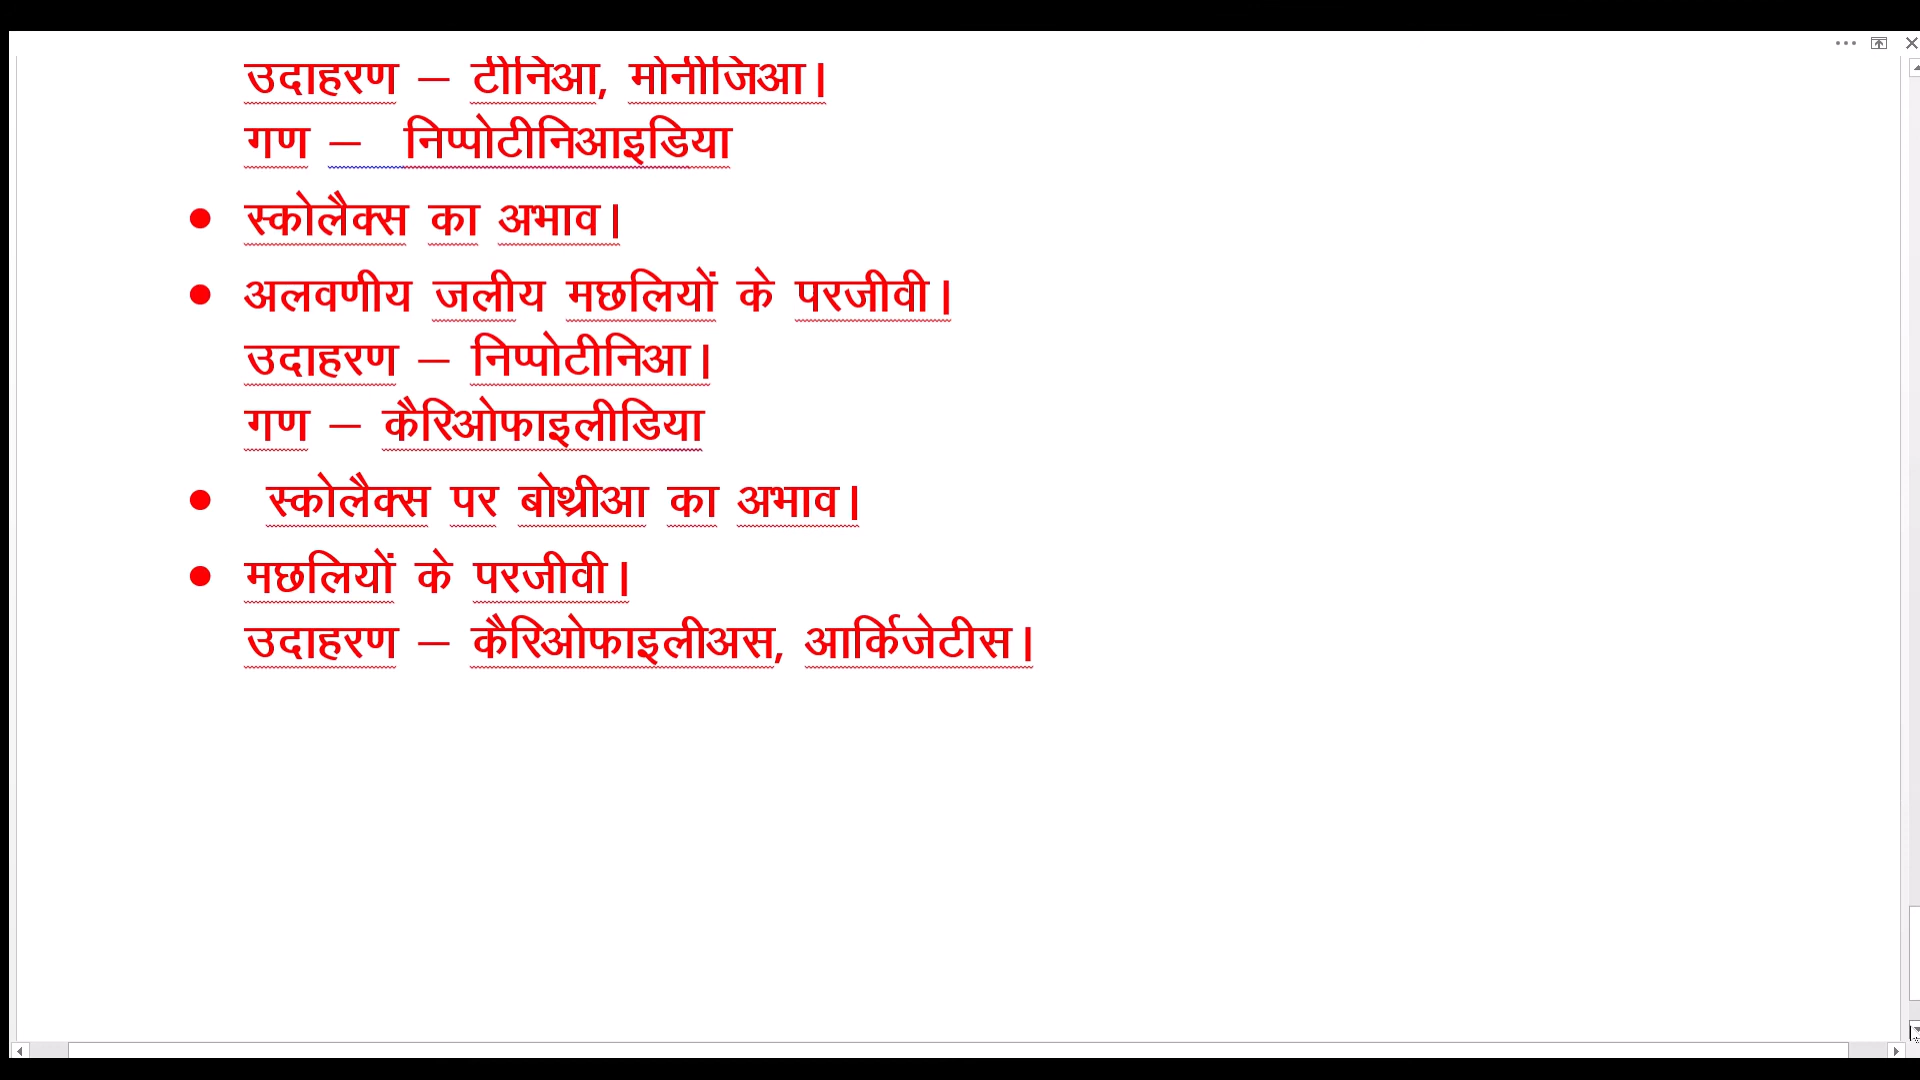 उदाहरण – टीनिआ, मोनीजिआ।
गण – निप्पोटीनिआइडिया
● स्कोलैक्स का अभाव।
● अलवणीय जलीय मछलियों के परजीवी।
उदाहरण – निप्पोटीनिआ।
गण – कैरिओफाइलीडिया
● स्कोलैक्स पर बोथ्रीआ का अभाव।
● मछलियों के परजीवी।
उदाहरण – कैरिओफाइलीअस, आर्किजेटीस।